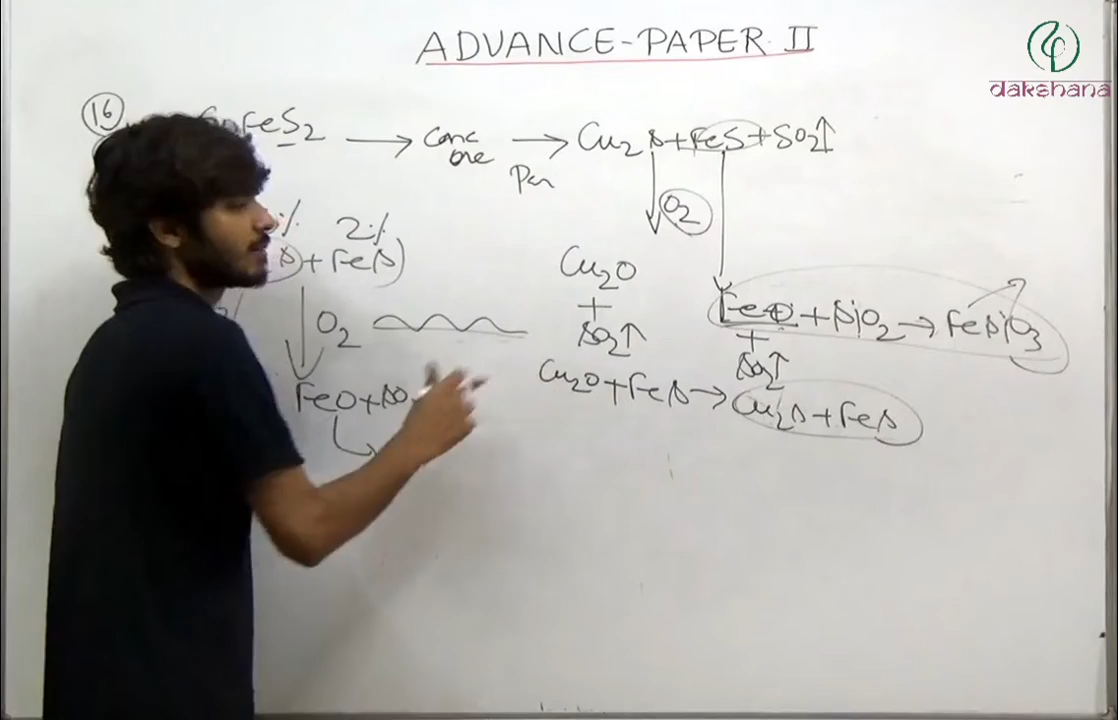 ADVANCE-PAPER II
dakshana
16 FeS2 → Conc ore → Cu2S + FeS + SO2↑
O2
% 2%
S) + FeS)
Cu2O
O2
+
FeO + SiO2 → FeSiO3
SO2↑
+
SO2↑
FeO + SO
Cu2O + FeS → Cu2S + FeS